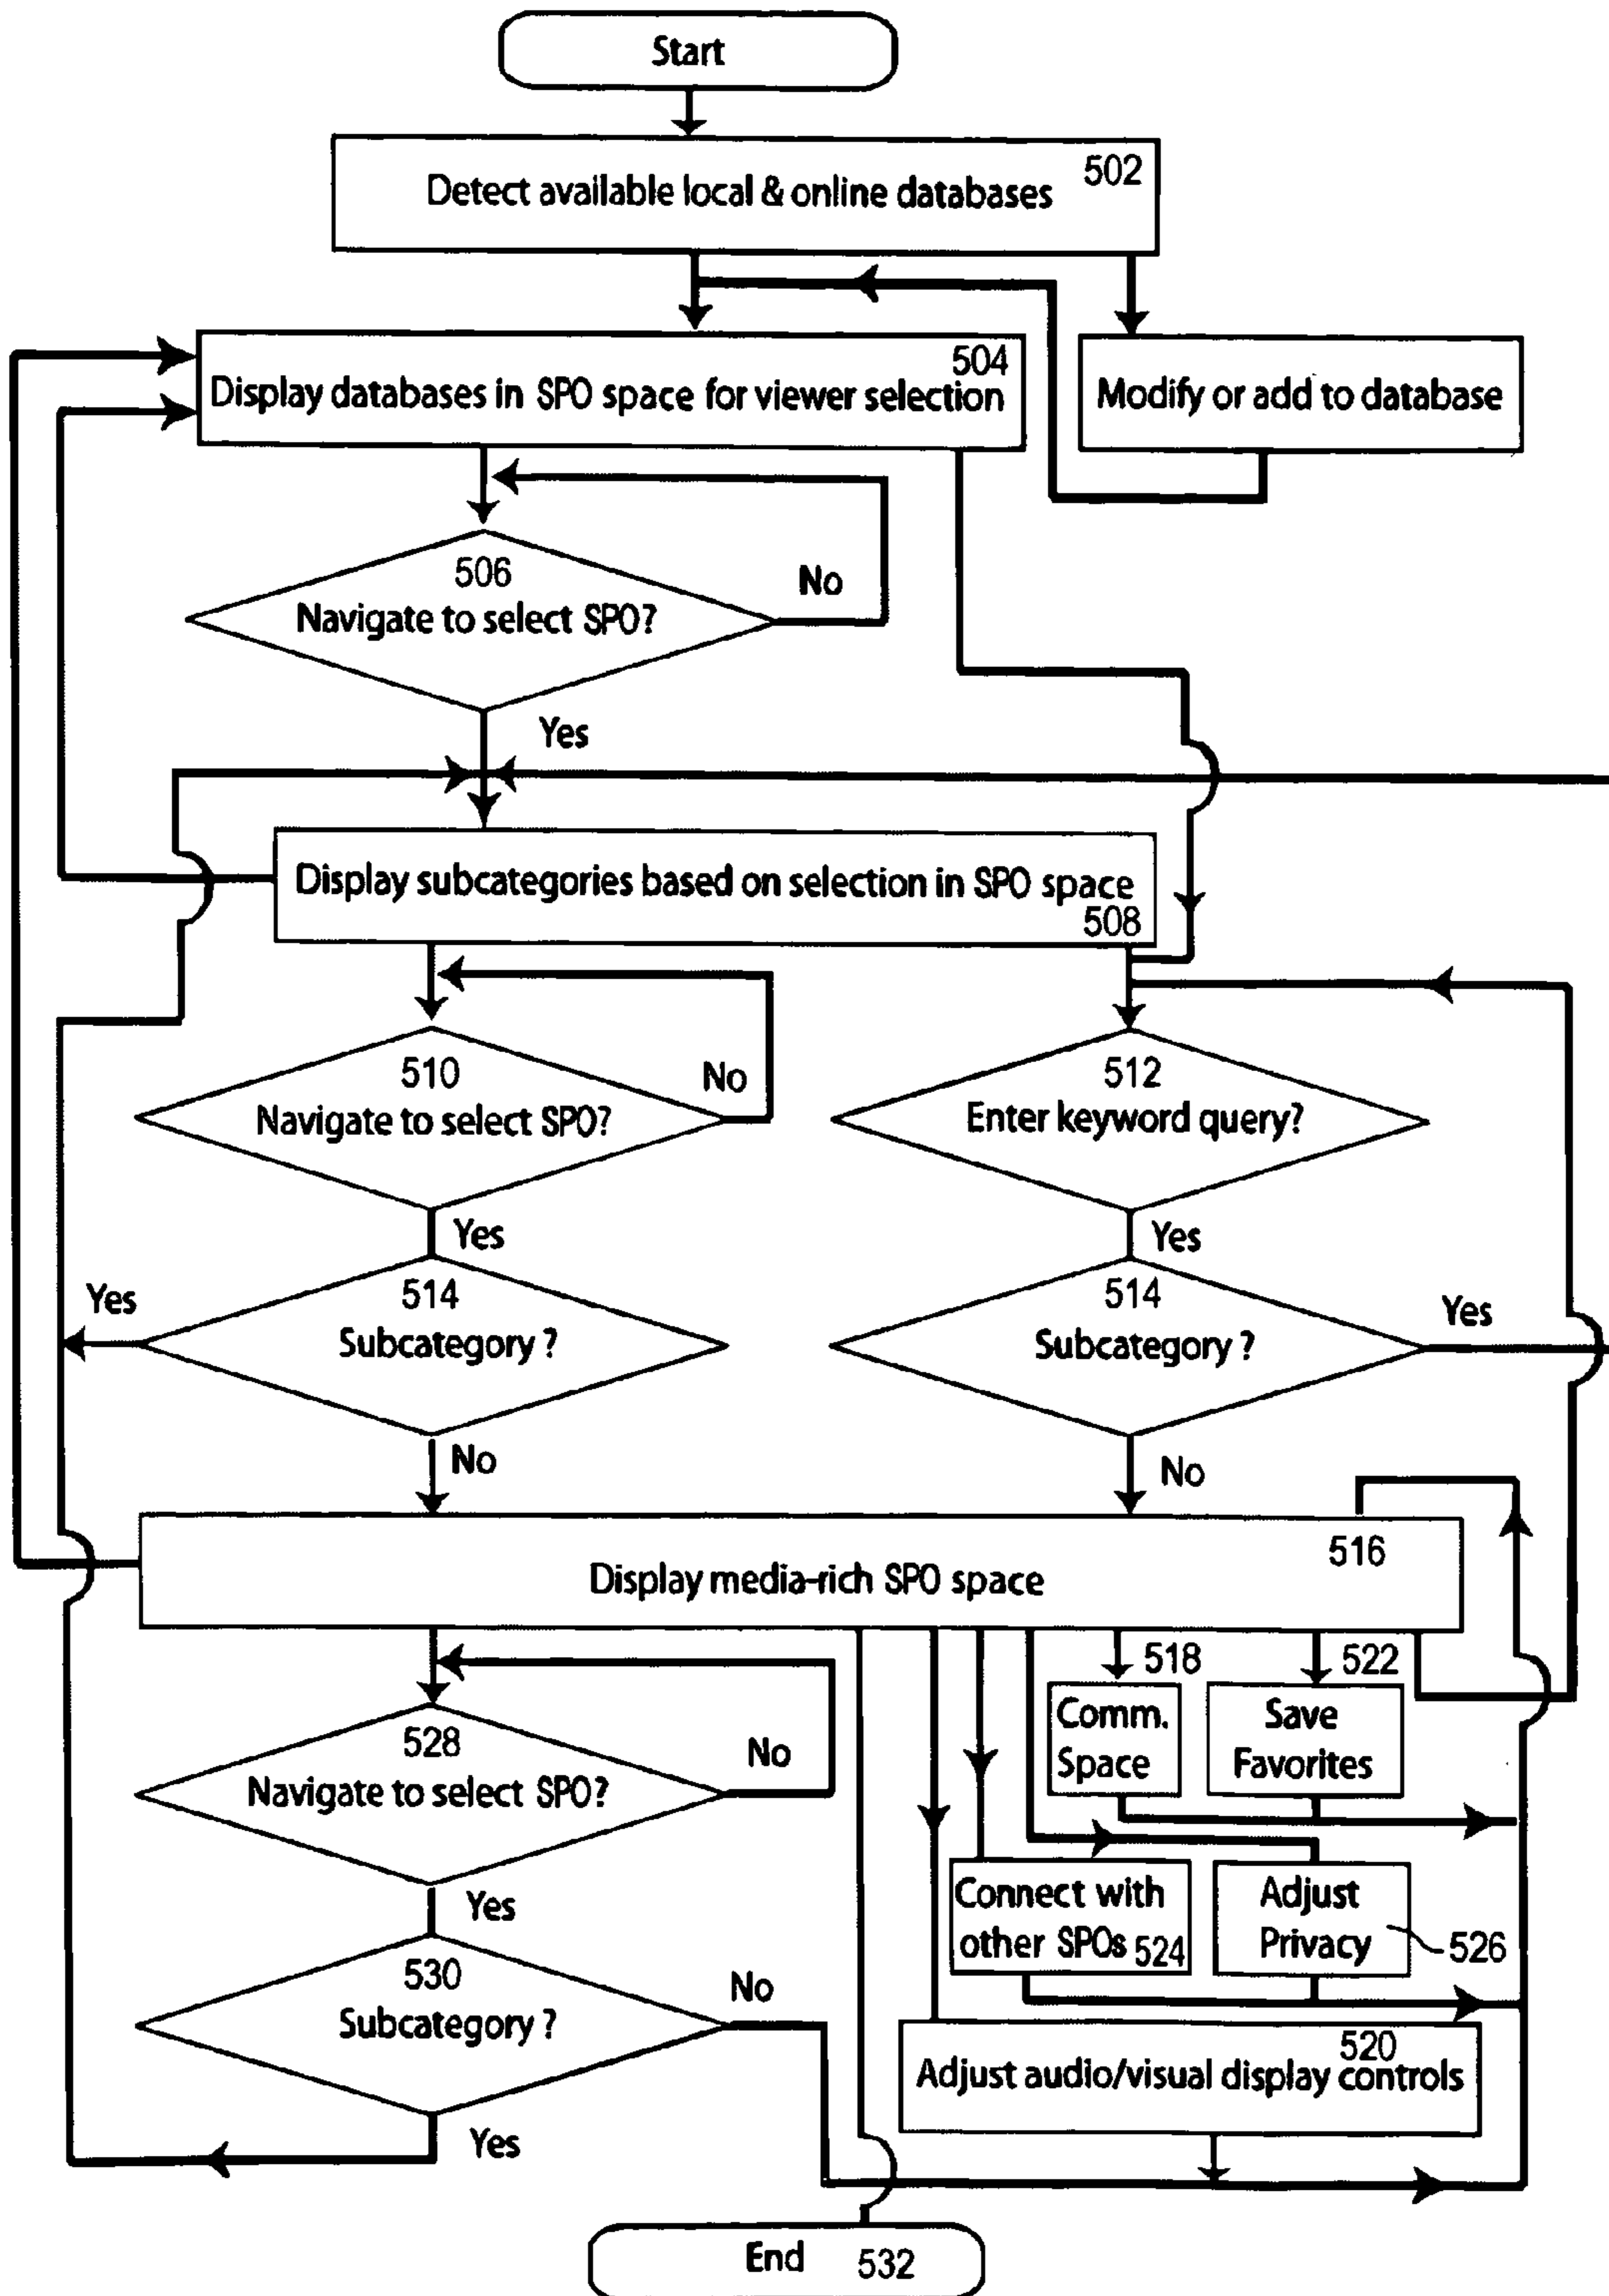 Start
502
Detect available local & online databases
504
Display databases in SPO space for viewer selection
Modify or add to database
506
Navigate to select SPO?
No
Yes
Display subcategories based on selection in SPO space
508
510
Navigate to select SPO?
No
512
Enter keyword query?
Yes
Yes
Yes
514
Subcategory ?
514
Subcategory ?
Yes
No
No
516
Display media-rich SPO space
518
522
Comm.
Space
Save
Favorites
528
Navigate to select SPO?
No
Yes
Connect with
other SPOs 524
Adjust
Privacy
526
530
Subcategory ?
No
520
Adjust audio/visual display controls
Yes
End 532